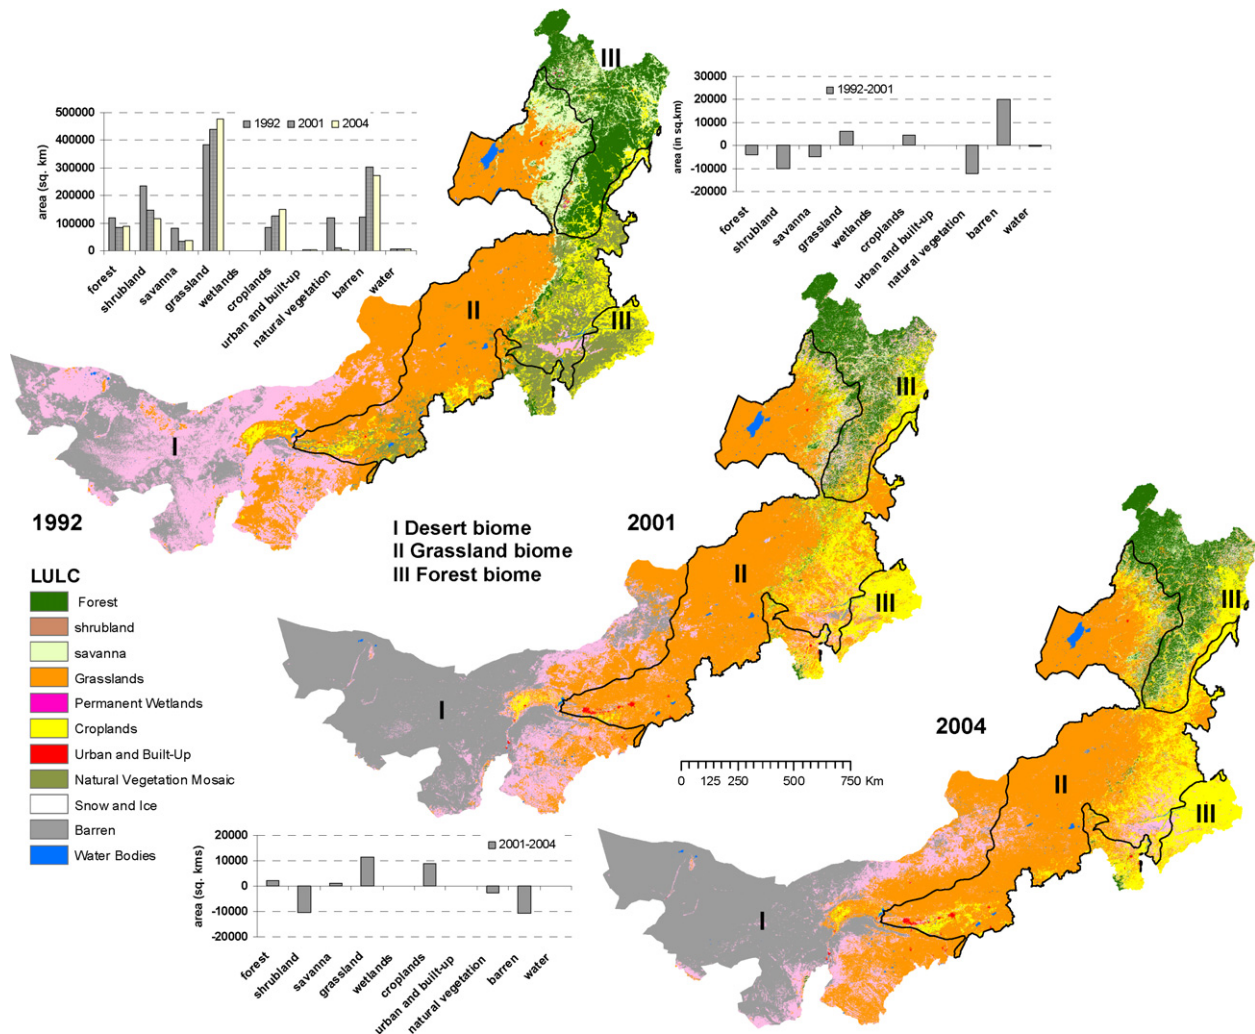 III
500000
400000
300000
200000
100000
0
area (sq. km)
1992
2001
2004
forest
shrubland
savanna
grassland
wetlands
croplands
urban and built-up
natural vegetation
barren
water
30000
20000
10000
0
-10000
-20000
area (in sq.km)
1992-2001
forest
shrubland
savanna
grassland
wetlands
croplands
urban and built-up
natural vegetation
barren
water
II
III
I
1992
I Desert biome
II Grassland biome
III Forest biome
2001
III
II
III
I
LULC
Forest
shrubland
savanna
Grasslands
Permanent Wetlands
Croplands
Urban and Built-Up
Natural Vegetation Mosaic
Snow and Ice
Barren
Water Bodies
0 125 250 500 750 Km
2004
III
II
III
I
20000
10000
0
-10000
-20000
area (sq. kms)
2001-2004
forest
shrubland
savanna
grassland
wetlands
croplands
urban and built-up
natural vegetation
barren
water